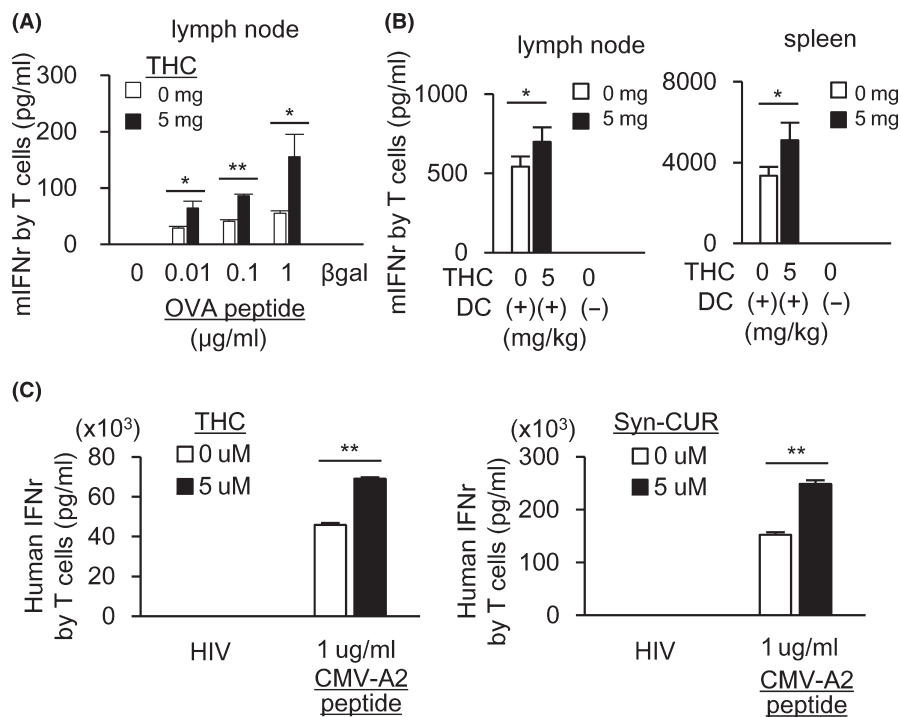 (A)
lymph node
mIFNr by T cells (pg/ml)
THC
0 mg
5 mg
300
200
100
0
*
**
*
0 0.01 0.1 1 βgal
OVA peptide
(μg/ml)
(B)
mIFNr by T cells (pg/ml)
lymph node
0 mg
5 mg
1000
500
0
*
THC 0 5 0
DC (+)(+) (−)
(mg/kg)
spleen
0 mg
5 mg
8000
4000
0
*
THC 0 5 0
DC (+)(+) (−)
(mg/kg)
(C)
Human IFNr
by T cells (pg/ml)
(x10³)
THC
0 uM
5 uM
80
60
40
20
0
**
HIV
1 ug/ml
CMV-A2
peptide
Human IFNr
by T cells (pg/ml)
(x10³)
Syn-CUR
0 uM
5 uM
300
200
100
0
**
HIV
1 ug/ml
CMV-A2
peptide